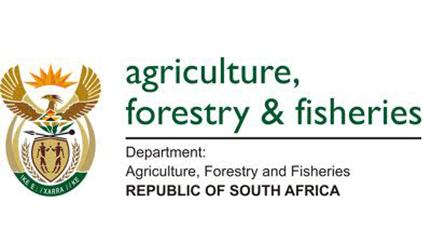 agriculture,
forestry & fisheries
Department:
Agriculture, Forestry and Fisheries
REPUBLIC OF SOUTH AFRICA